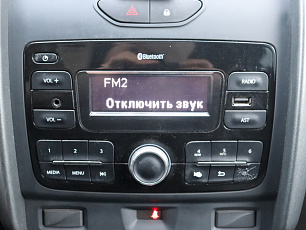 Bluetooth
VOL +
FM2
RADIO
Отключить звук
VOL −
AST
1 2 3
4 5 6
MEDIA MENU